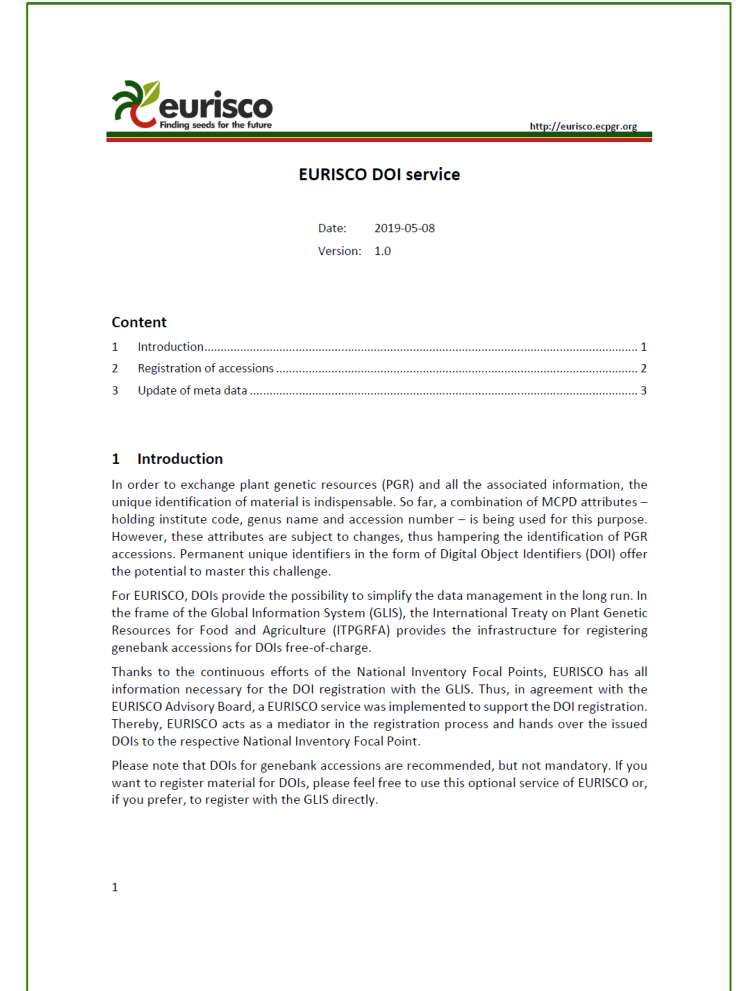 eurisco
Finding seeds for the future
http://eurisco.ecpgr.org
EURISCO DOI service
Date: 2019-05-08
Version: 1.0
Content
1 Introduction........................................................................................................................................ 1
2 Registration of accessions ................................................................................................................ 2
3 Update of meta data ........................................................................................................................ 3
1 Introduction
In order to exchange plant genetic resources (PGR) and all the associated information, the
unique identification of material is indispensable. So far, a combination of MCPD attributes –
holding institute code, genus name and accession number – is being used for this purpose.
However, these attributes are subject to changes, thus hampering the identification of PGR
accessions. Permanent unique identifiers in the form of Digital Object Identifiers (DOI) offer
the potential to master this challenge.
For EURISCO, DOIs provide the possibility to simplify the data management in the long run. In
the frame of the Global Information System (GLIS), the International Treaty on Plant Genetic
Resources for Food and Agriculture (ITPGRFA) provides the infrastructure for registering
genebank accessions for DOIs free-of-charge.
Thanks to the continuous efforts of the National Inventory Focal Points, EURISCO has all
information necessary for the DOI registration with the GLIS. Thus, in agreement with the
EURISCO Advisory Board, a EURISCO service was implemented to support the DOI registration.
Thereby, EURISCO acts as a mediator in the registration process and hands over the issued
DOIs to the respective National Inventory Focal Point.
Please note that DOIs for genebank accessions are recommended, but not mandatory. If you
want to register material for DOIs, please feel free to use this optional service of EURISCO or,
if you prefer, to register with the GLIS directly.
1